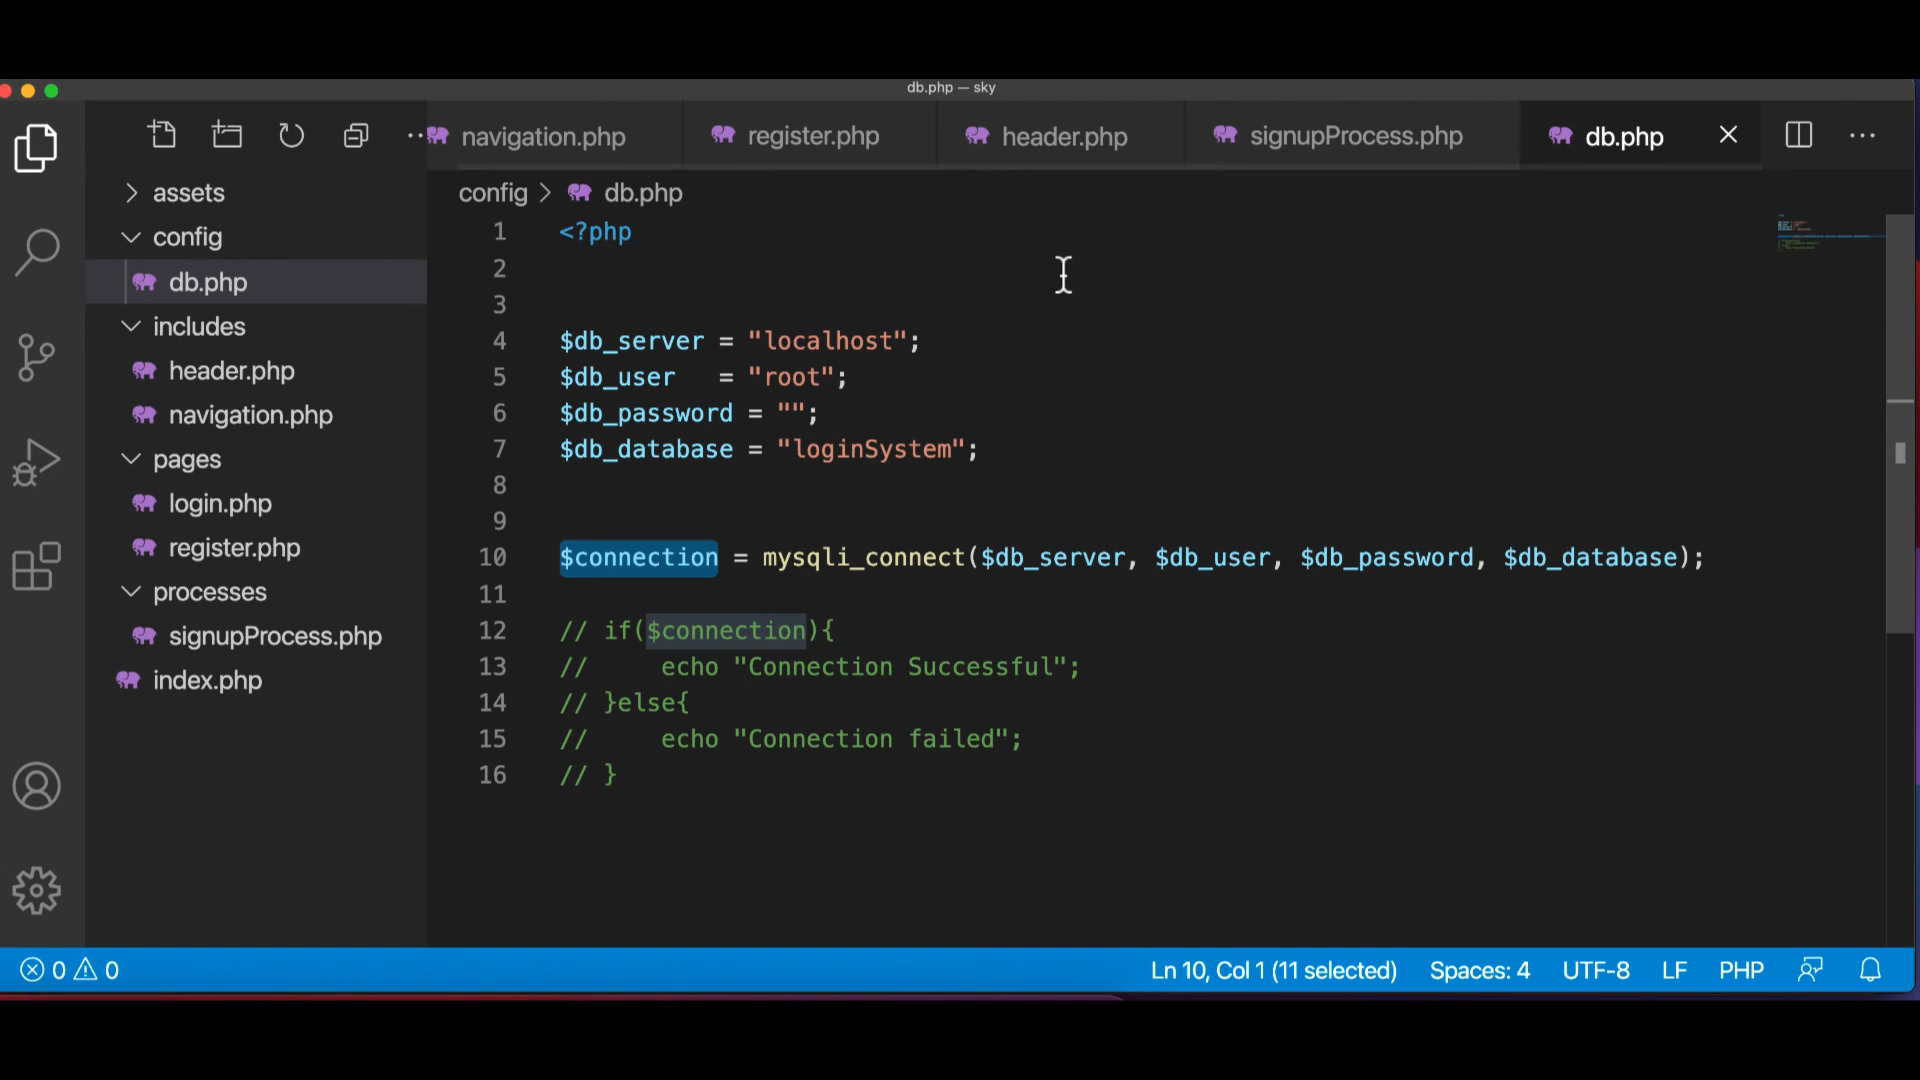 db.php — sky
navigation.php
register.php
header.php
signupProcess.php
db.php
assets
config
db.php
includes
header.php
navigation.php
pages
login.php
register.php
processes
signupProcess.php
index.php
config > db.php
1 <?php
2
3
4 $db_server = "localhost";
5 $db_user   = "root";
6 $db_password = "";
7 $db_database = "loginSystem";
8
9
10 $connection = mysqli_connect($db_server, $db_user, $db_password, $db_database);
11
12 // if($connection){
13 //     echo "Connection Successful";
14 // }else{
15 //     echo "Connection failed";
16 // }
0 0 Ln 10, Col 1 (11 selected) Spaces: 4 UTF-8 LF PHP